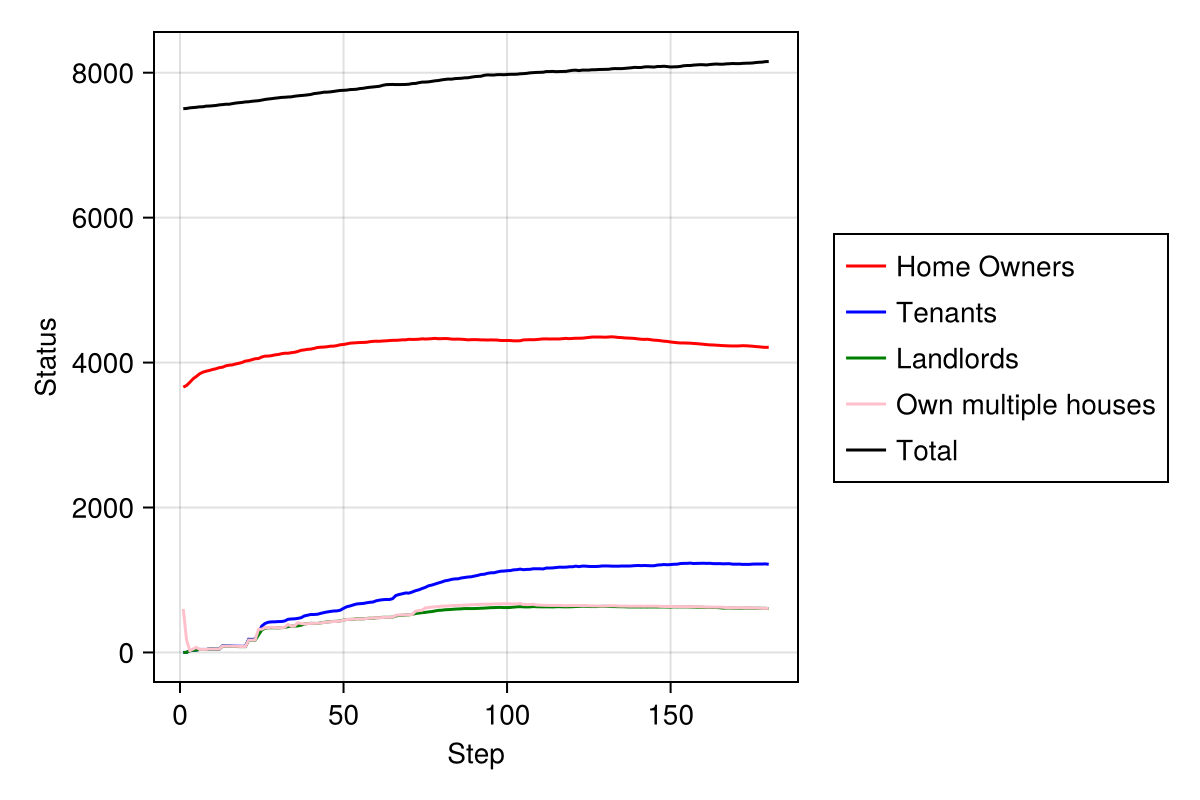 8000
6000
4000
2000
0
Status
0 50 100 150
Step
Home Owners
Tenants
Landlords
Own multiple houses
Total